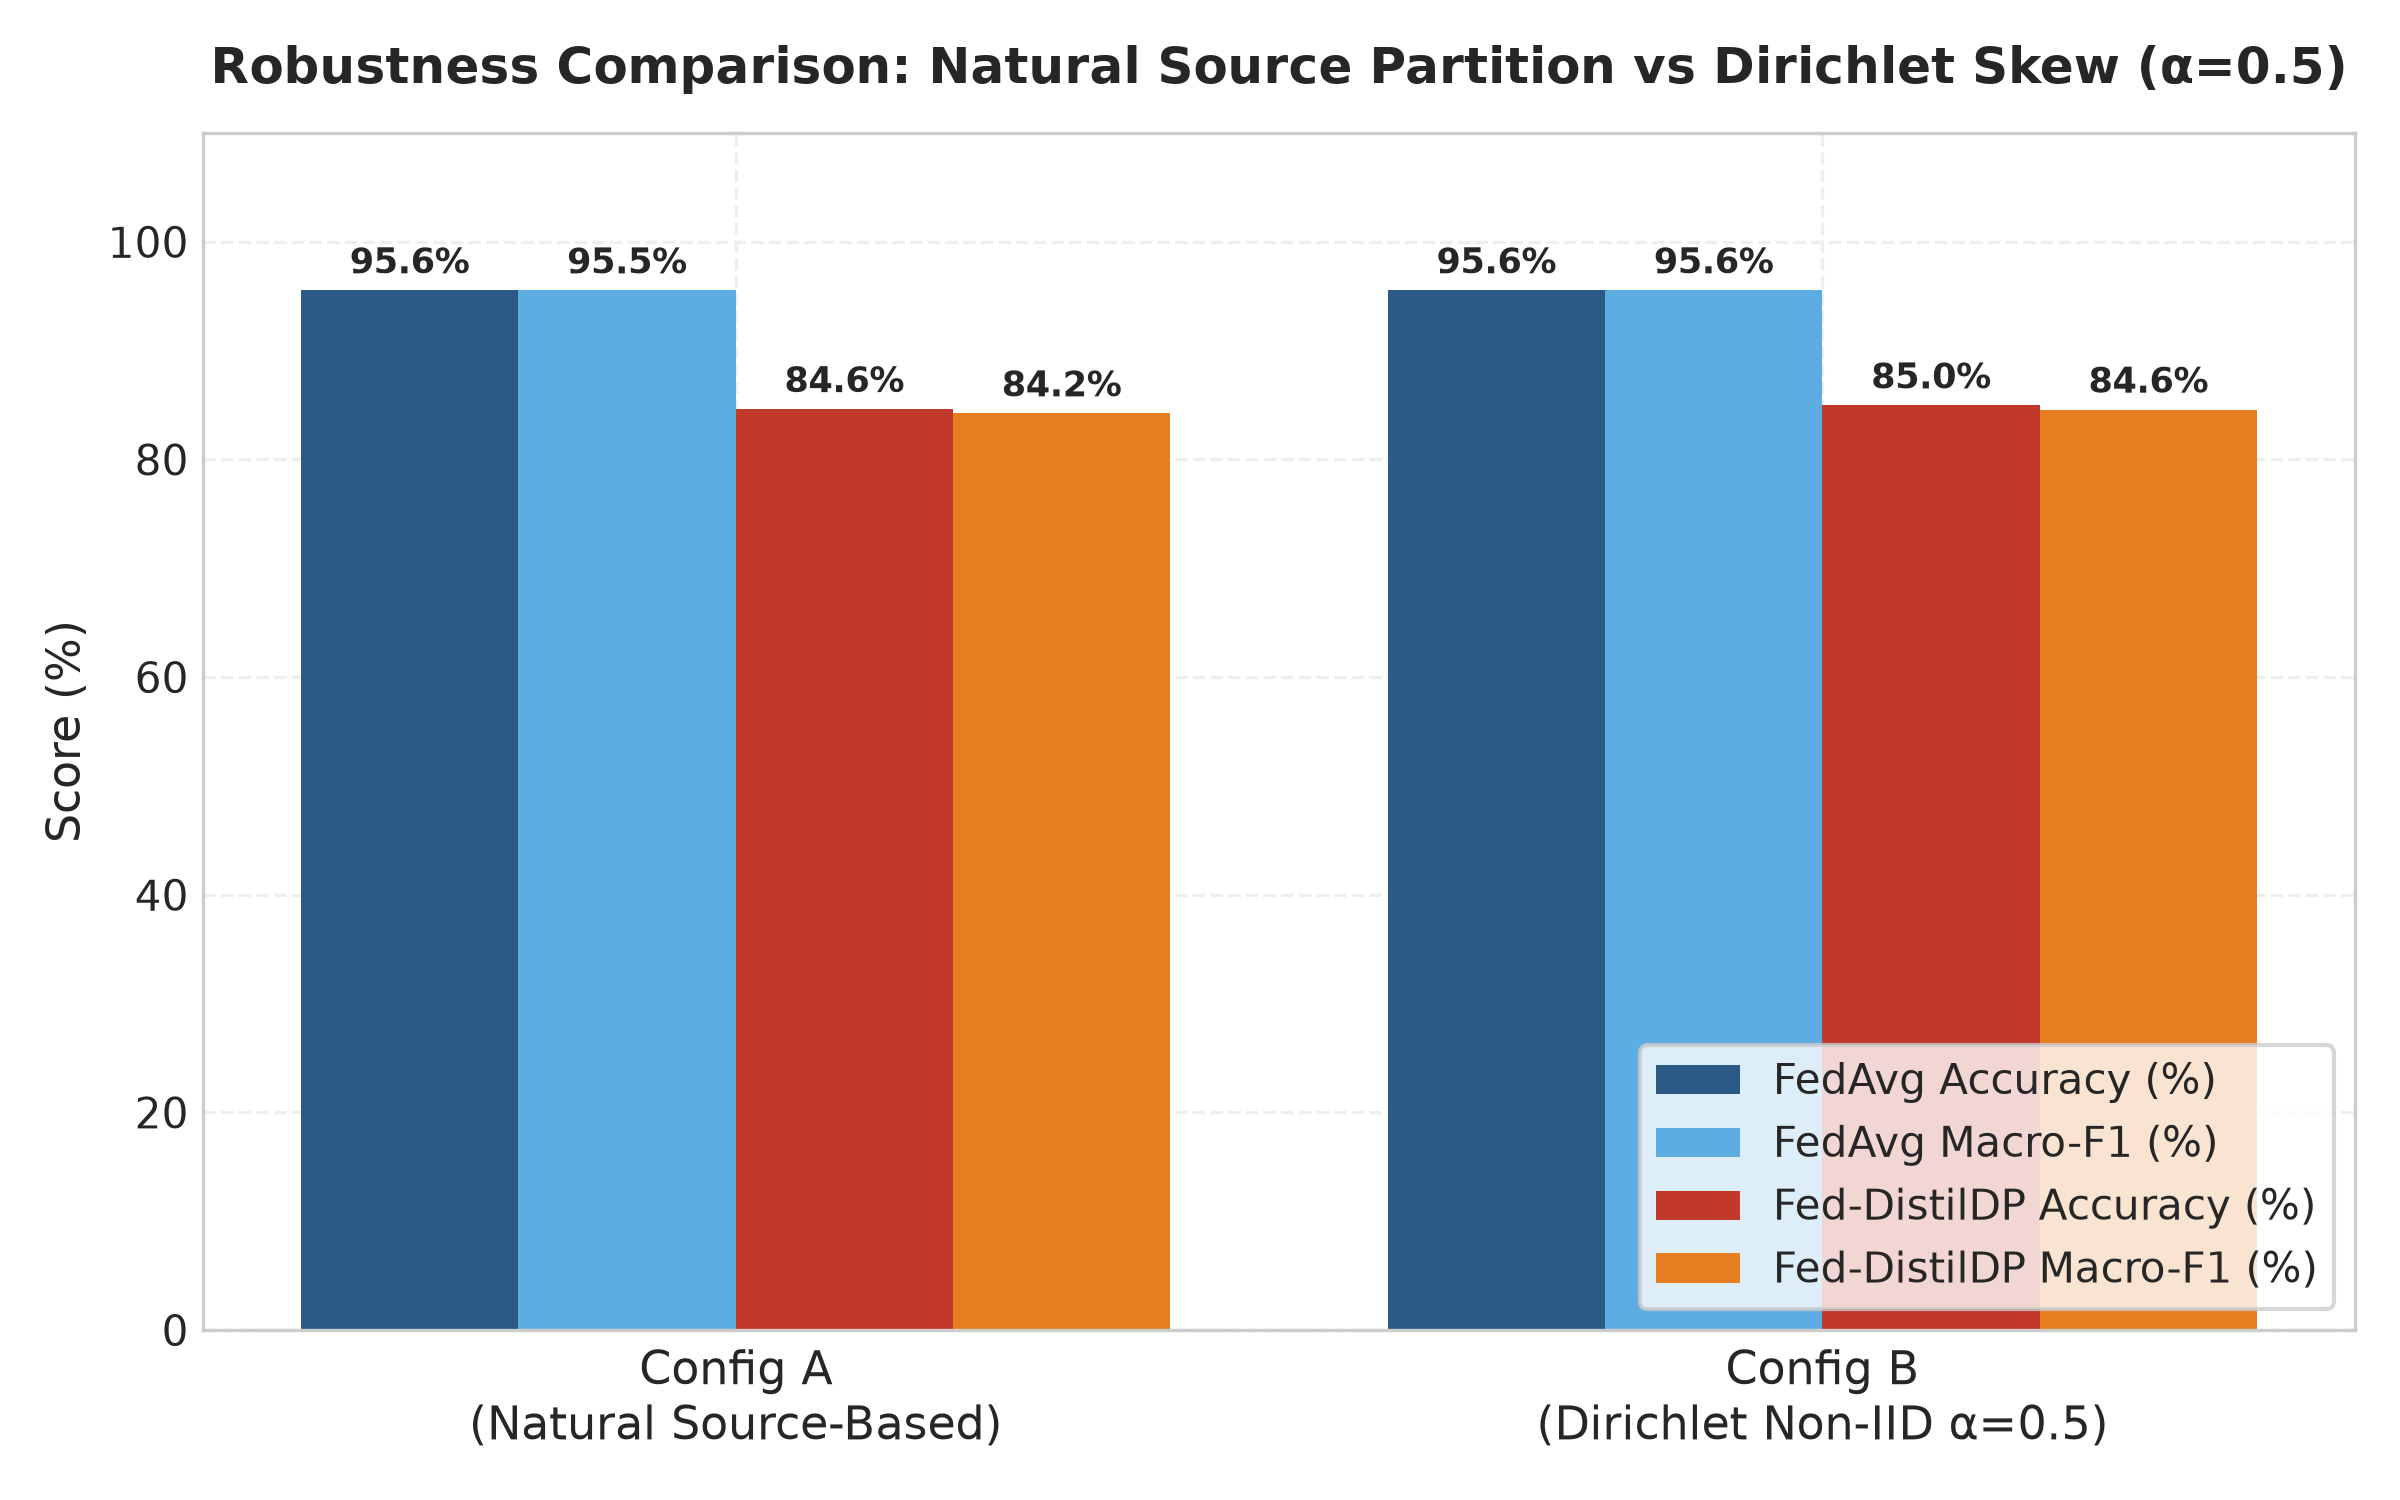 Robustness Comparison: Natural Source Partition vs Dirichlet Skew (α=0.5)
Score (%)
100
80
60
40
20
0
95.6%
95.5%
84.6%
84.2%
95.6%
95.6%
85.0%
84.6%
FedAvg Accuracy (%)
FedAvg Macro-F1 (%)
Fed-DistilDP Accuracy (%)
Fed-DistilDP Macro-F1 (%)
Config A
(Natural Source-Based)
Config B
(Dirichlet Non-IID α=0.5)